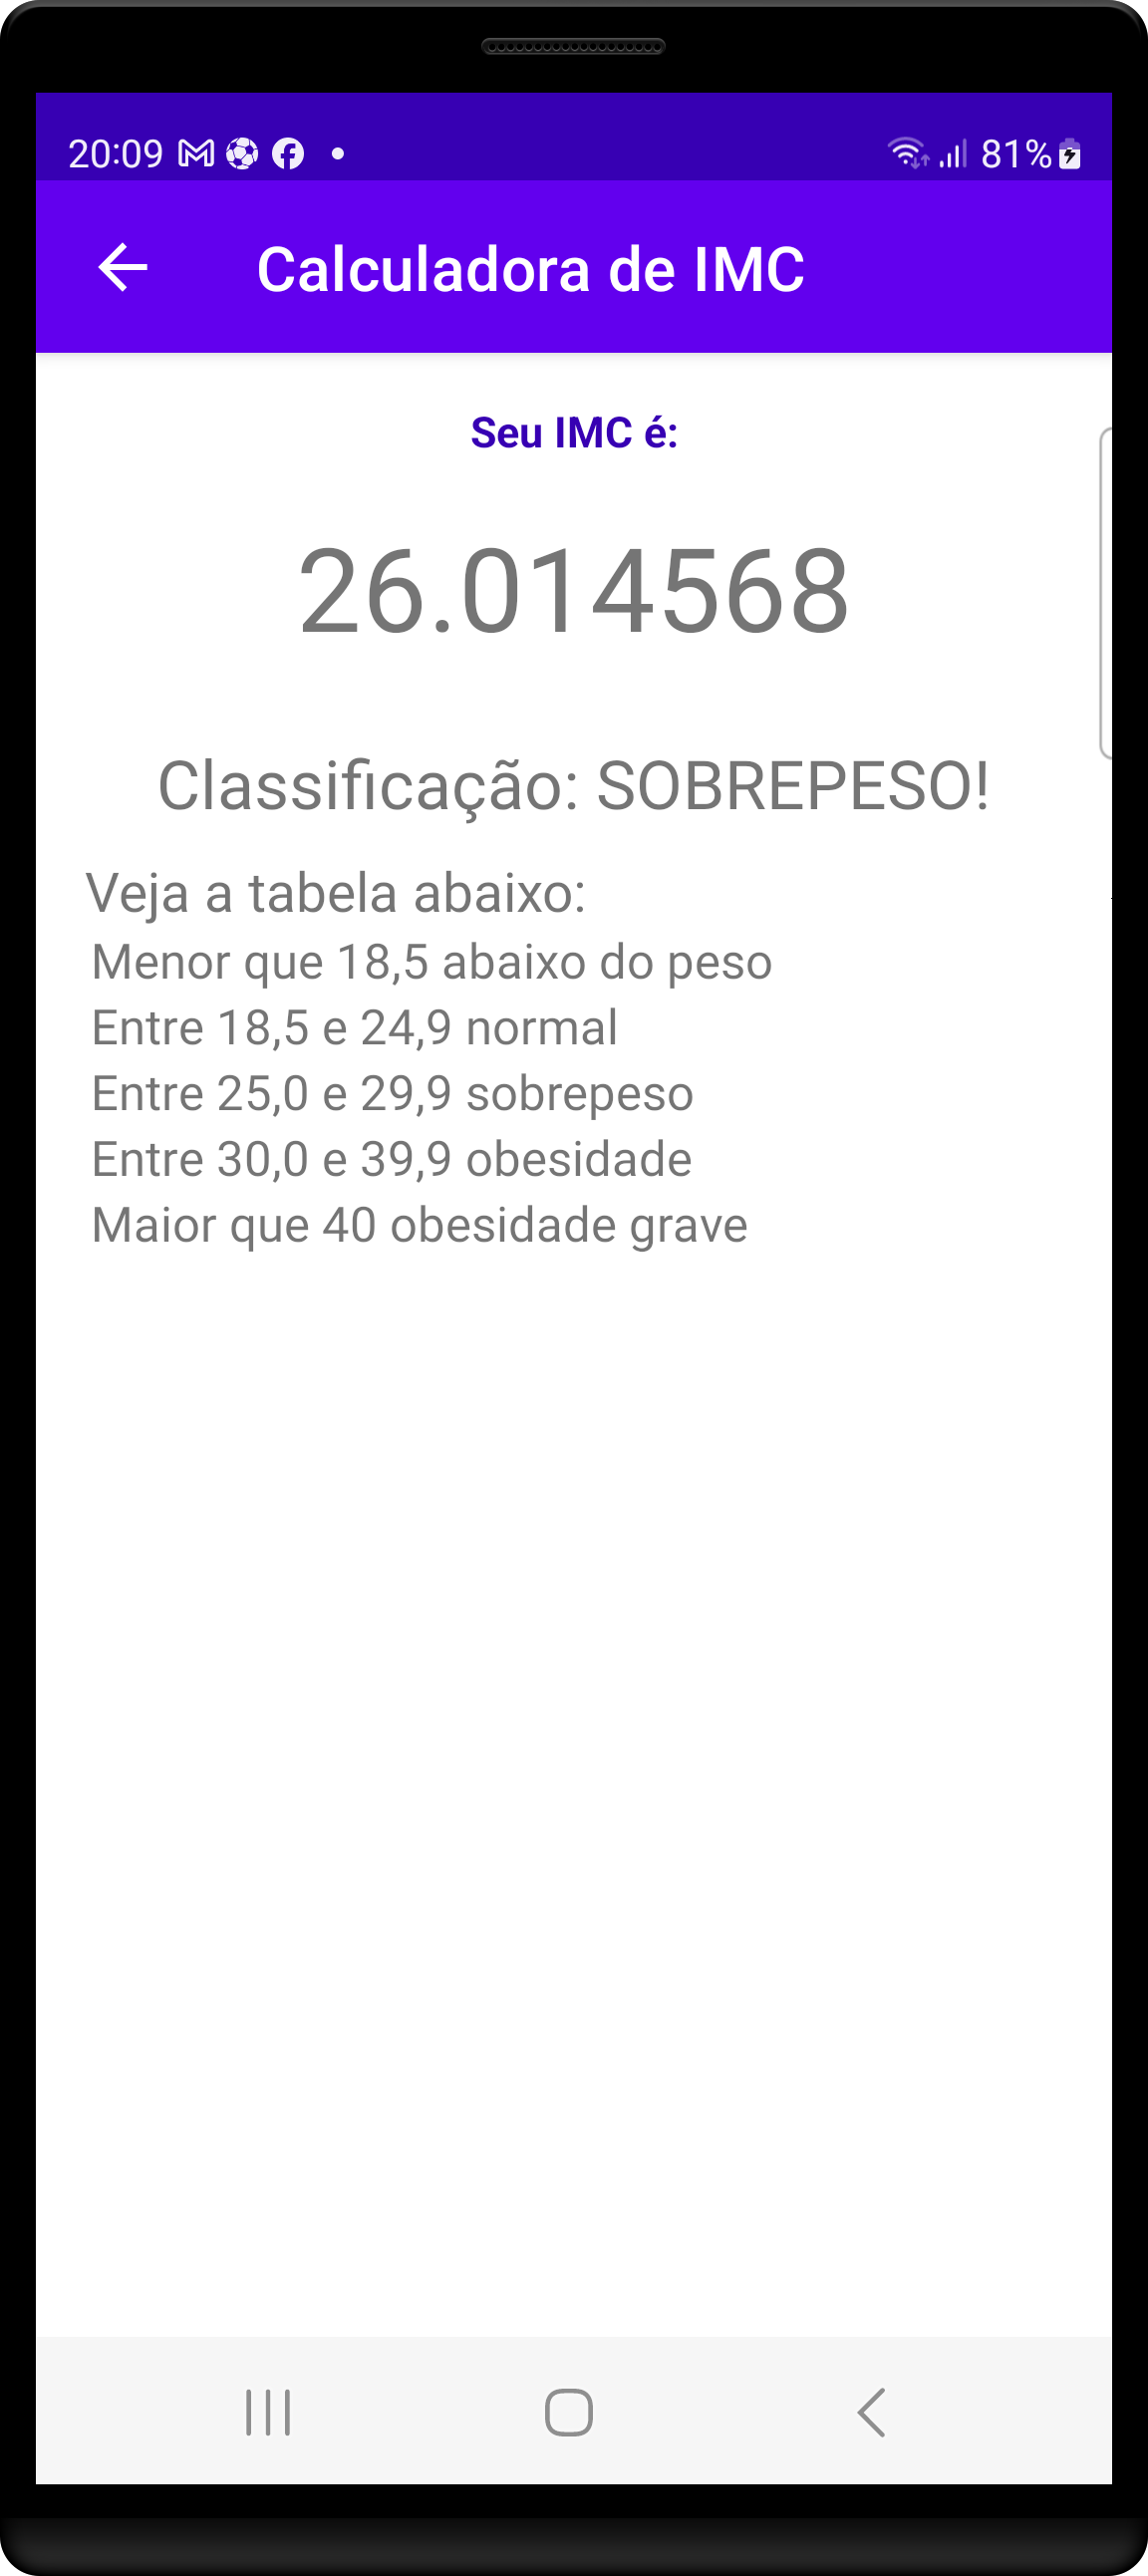 20:09
81%
Calculadora de IMC
Seu IMC é:
26.014568
Classificação: SOBREPESO!
Veja a tabela abaixo:
Menor que 18,5 abaixo do peso
Entre 18,5 e 24,9 normal
Entre 25,0 e 29,9 sobrepeso
Entre 30,0 e 39,9 obesidade
Maior que 40 obesidade grave